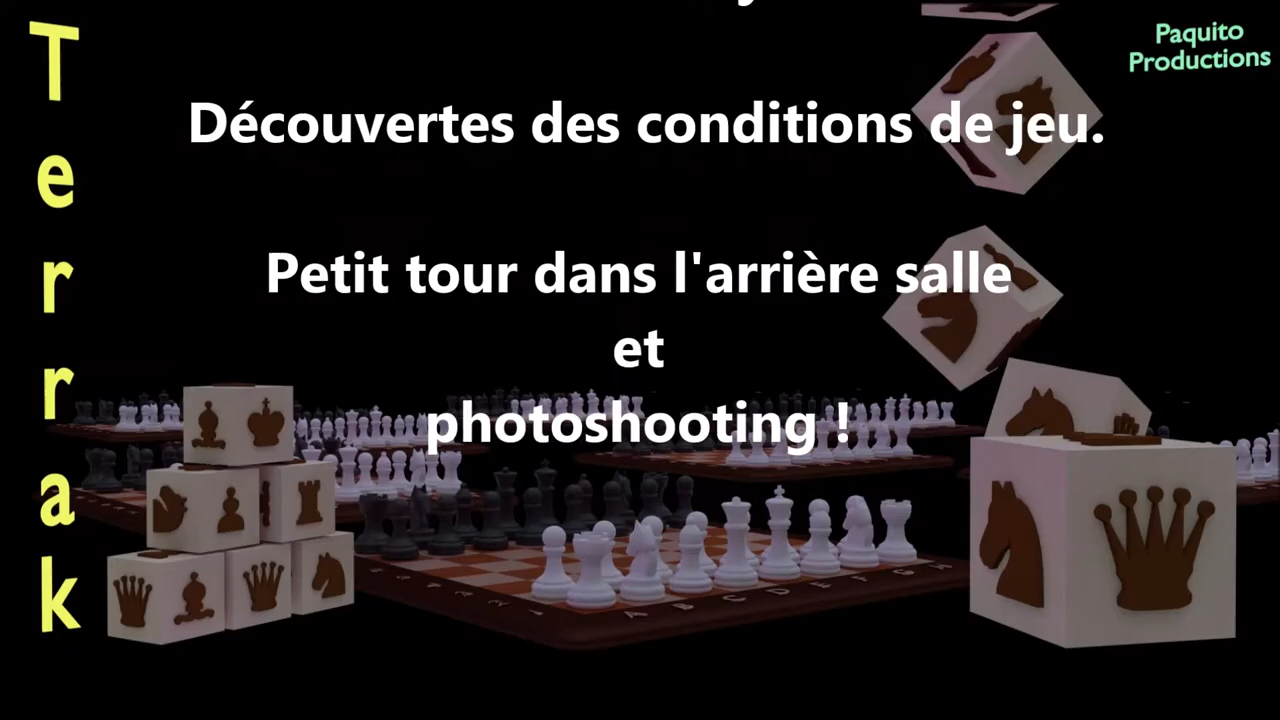 Terrak
Paquito
Productions
Découvertes des conditions de jeu.
Petit tour dans l'arrière salle
et
photoshooting !
A B C D E F G H